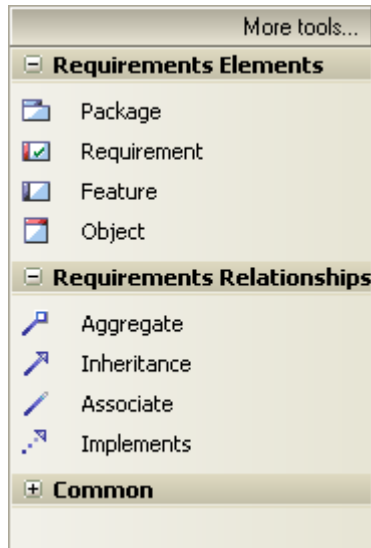 More tools...
Requirements Elements
Package
Requirement
Feature
Object
Requirements Relationships
Aggregate
Inheritance
Associate
Implements
Common